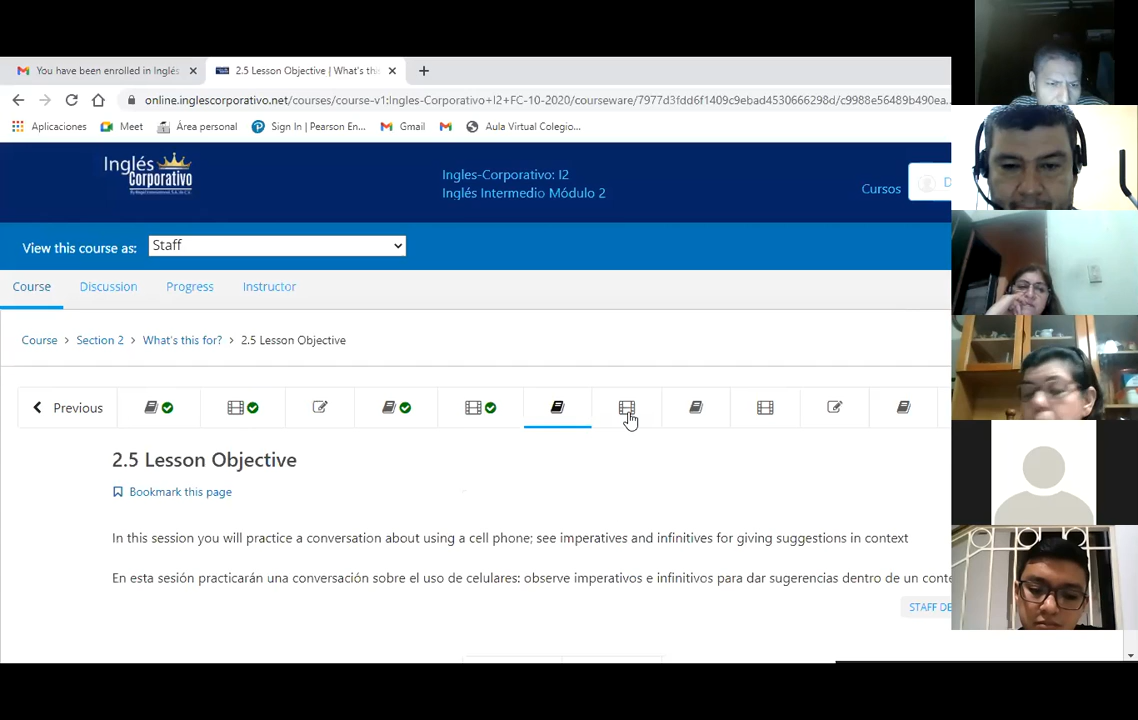 You have been enrolled in Inglés
2.5 Lesson Objective | What's this
online.inglescorporativo.net/courses/course-v1:Ingles-Corporativo+I2+FC-10-2020/courseware/7977d3fdd6f1409c9ebad4530666298d/c9988e56489b490ea...
Aplicaciones Meet Área personal Sign In | Pearson En... Gmail Aula Virtual Colegio...
Inglés
Corporativo
Ingles-Corporativo: I2
Inglés Intermedio Módulo 2
Cursos
D
View this course as: Staff
Course Discussion Progress Instructor
Course > Section 2 > What's this for? > 2.5 Lesson Objective
Previous
2.5 Lesson Objective
Bookmark this page
In this session you will practice a conversation about using a cell phone; see imperatives and infinitives for giving suggestions in context
En esta sesión practicarán una conversación sobre el uso de celulares: observe imperativos e infinitivos para dar sugerencias dentro de un conte
STAFF DE